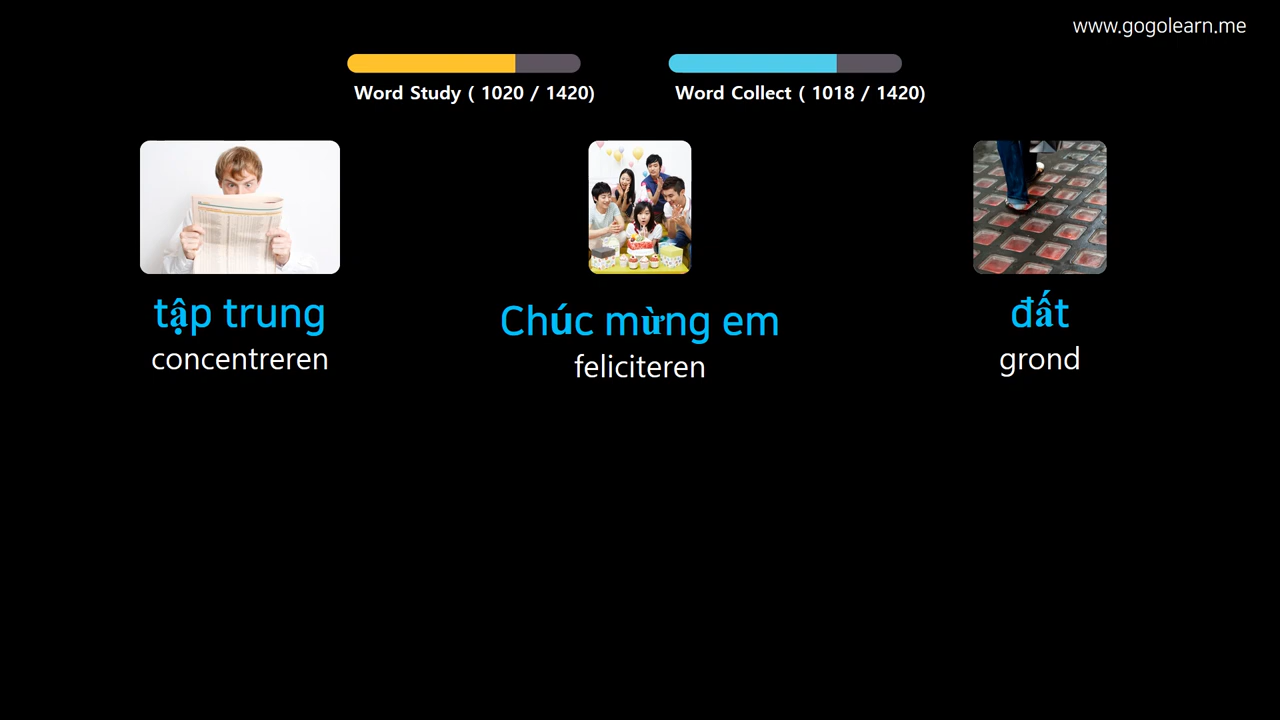 www.gogolearn.me
Word Study ( 1020 / 1420)
Word Collect ( 1018 / 1420)
tập trung
concentreren
Chúc mừng em
feliciteren
đất
grond